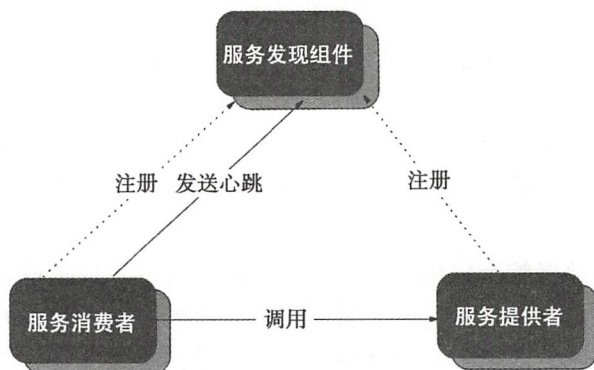 服务发现组件
注册
发送心跳
注册
服务消费者
调用
服务提供者